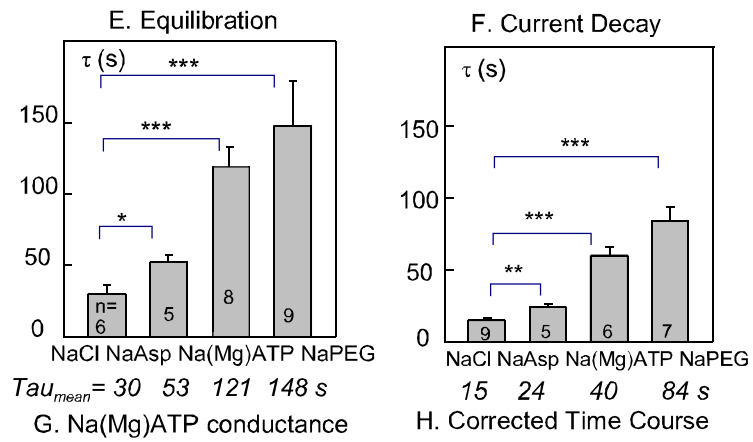 E. Equilibration
τ (s)
***
***
*
150
100
50
0
n=
6
5
8
9
NaCl NaAsp Na(Mg)ATP NaPEG
Taumean= 30 53 121 148 s
G. Na(Mg)ATP conductance
F. Current Decay
τ (s)
***
***
**
150
100
50
0
9
5
6
7
NaCl NaAsp Na(Mg)ATP NaPEG
15 24 40 84 s
H. Corrected Time Course